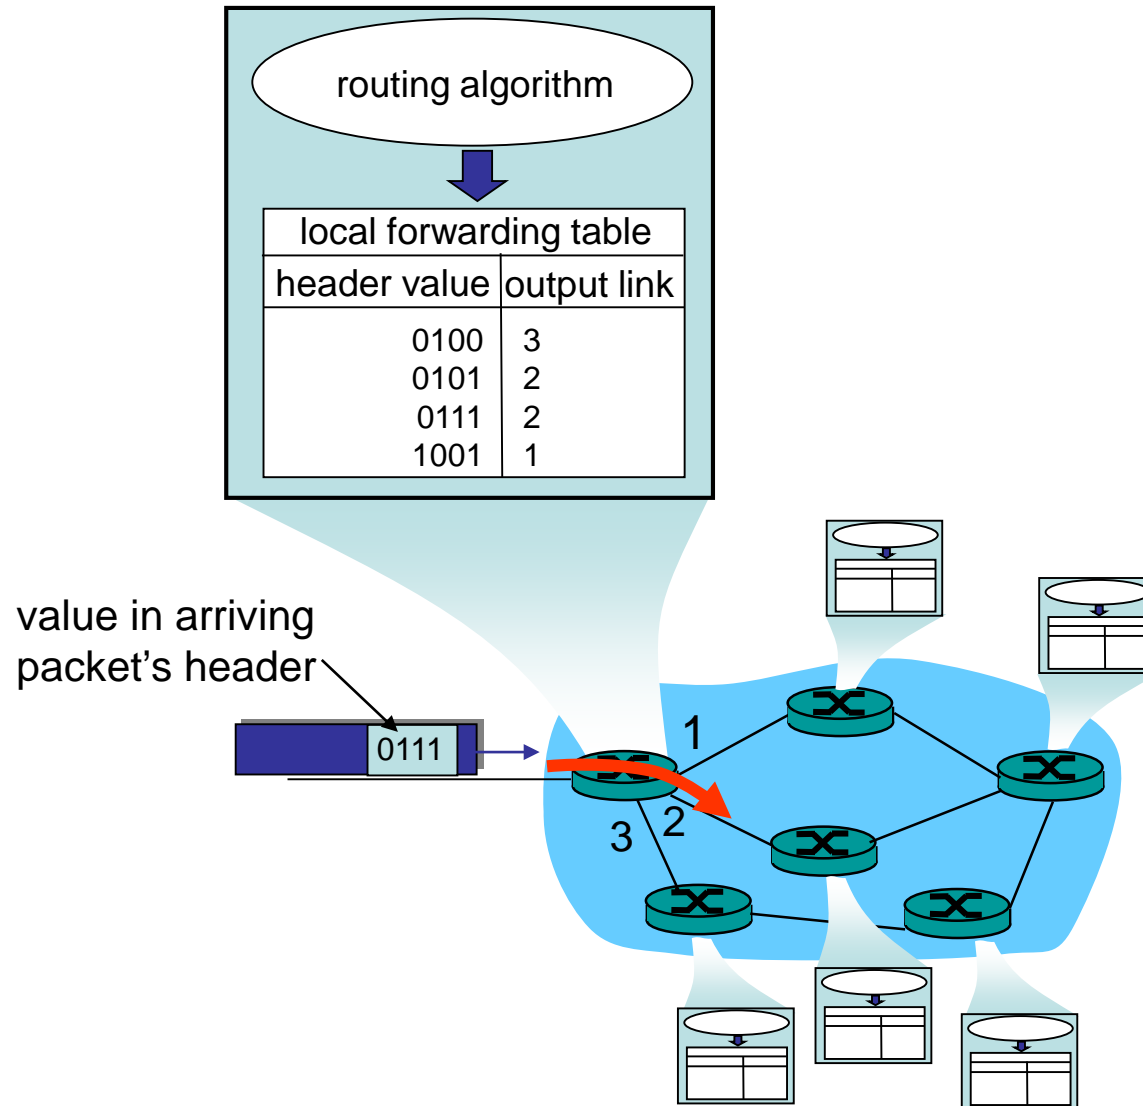 routing algorithm
local forwarding table
header value output link
0100 3
0101 2
0111 2
1001 1
value in arriving
packet's header
0111
1
2
3